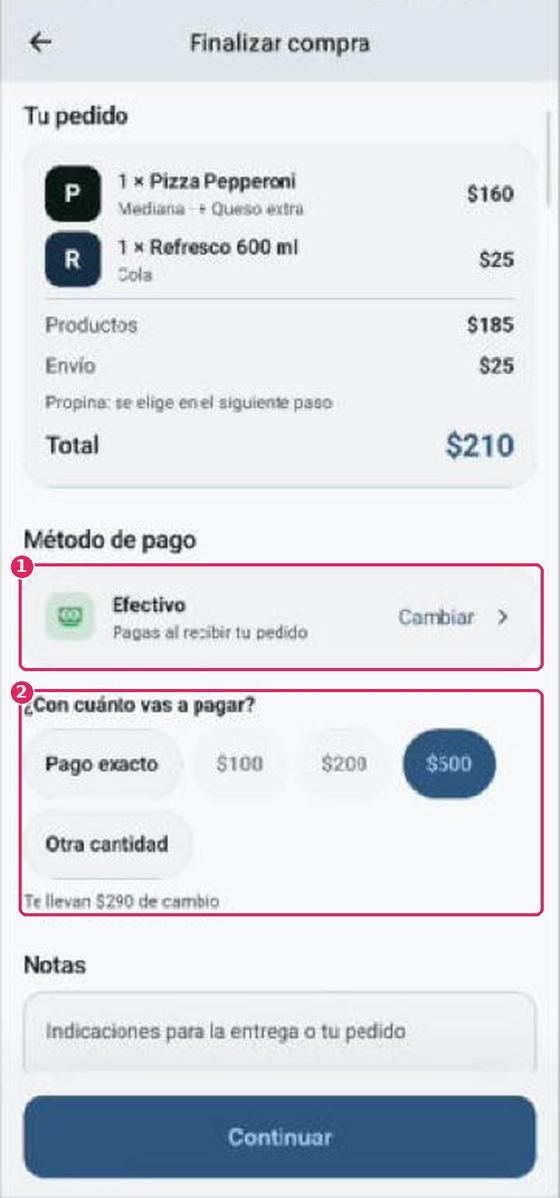 Finalizar compra
Tu pedido
P
1 × Pizza Pepperoni
$160
Mediana · + Queso extra
R
1 × Refresco 600 ml
$25
Cola
Productos
$185
Envío
$25
Propina: se elige en el siguiente paso
Total
$210
Método de pago
1
Efectivo
Pagas al recibir tu pedido
Cambiar
2
¿Con cuánto vas a pagar?
Pago exacto
$100
$200
$500
Otra cantidad
Te llevan $290 de cambio
Notas
Indicaciones para la entrega o tu pedido
Continuar